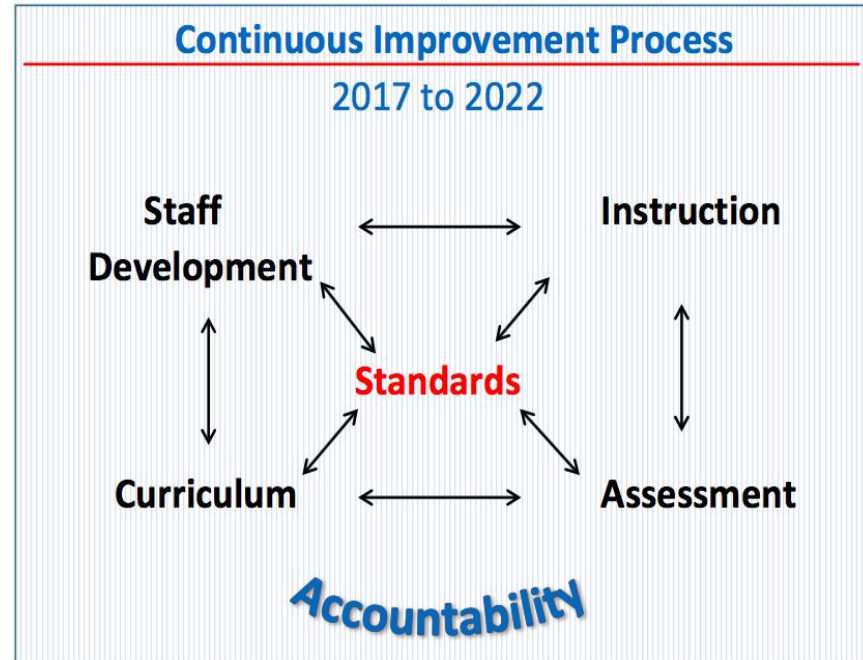 Continuous Improvement Process
2017 to 2022
Staff
Development
Instruction
Standards
Curriculum
Assessment
Accountability